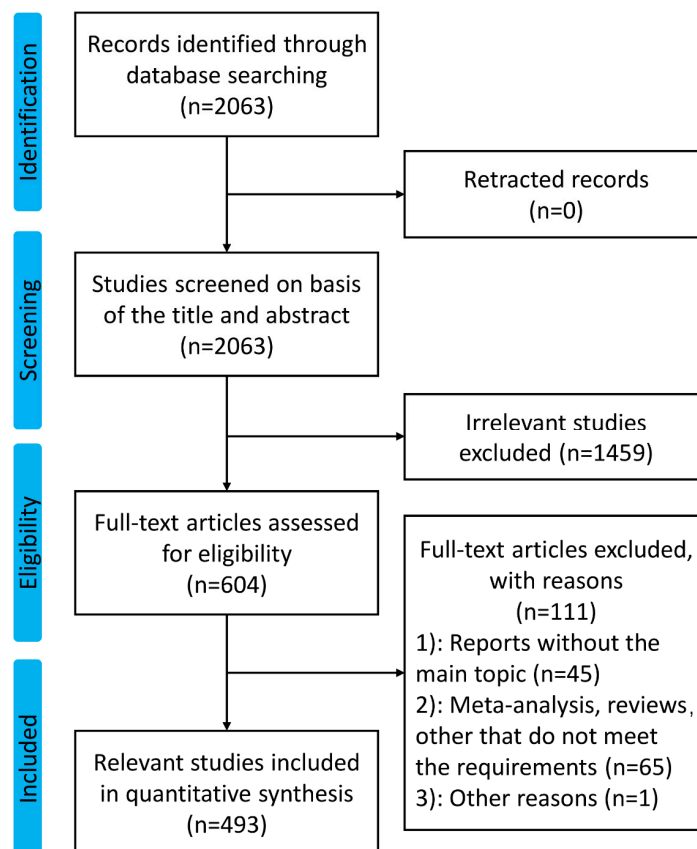 Identification
Records identified through
database searching
(n=2063)
Retracted records
(n=0)
Screening
Studies screened on basis
of the title and abstract
(n=2063)
Irrelevant studies
excluded (n=1459)
Eligibility
Full-text articles assessed
for eligibility
(n=604)
Full-text articles excluded,
with reasons
(n=111)
1): Reports without the
main topic (n=45)
2): Meta-analysis, reviews,
other that do not meet
the requirements (n=65)
3): Other reasons (n=1)
Included
Relevant studies included
in quantitative synthesis
(n=493)